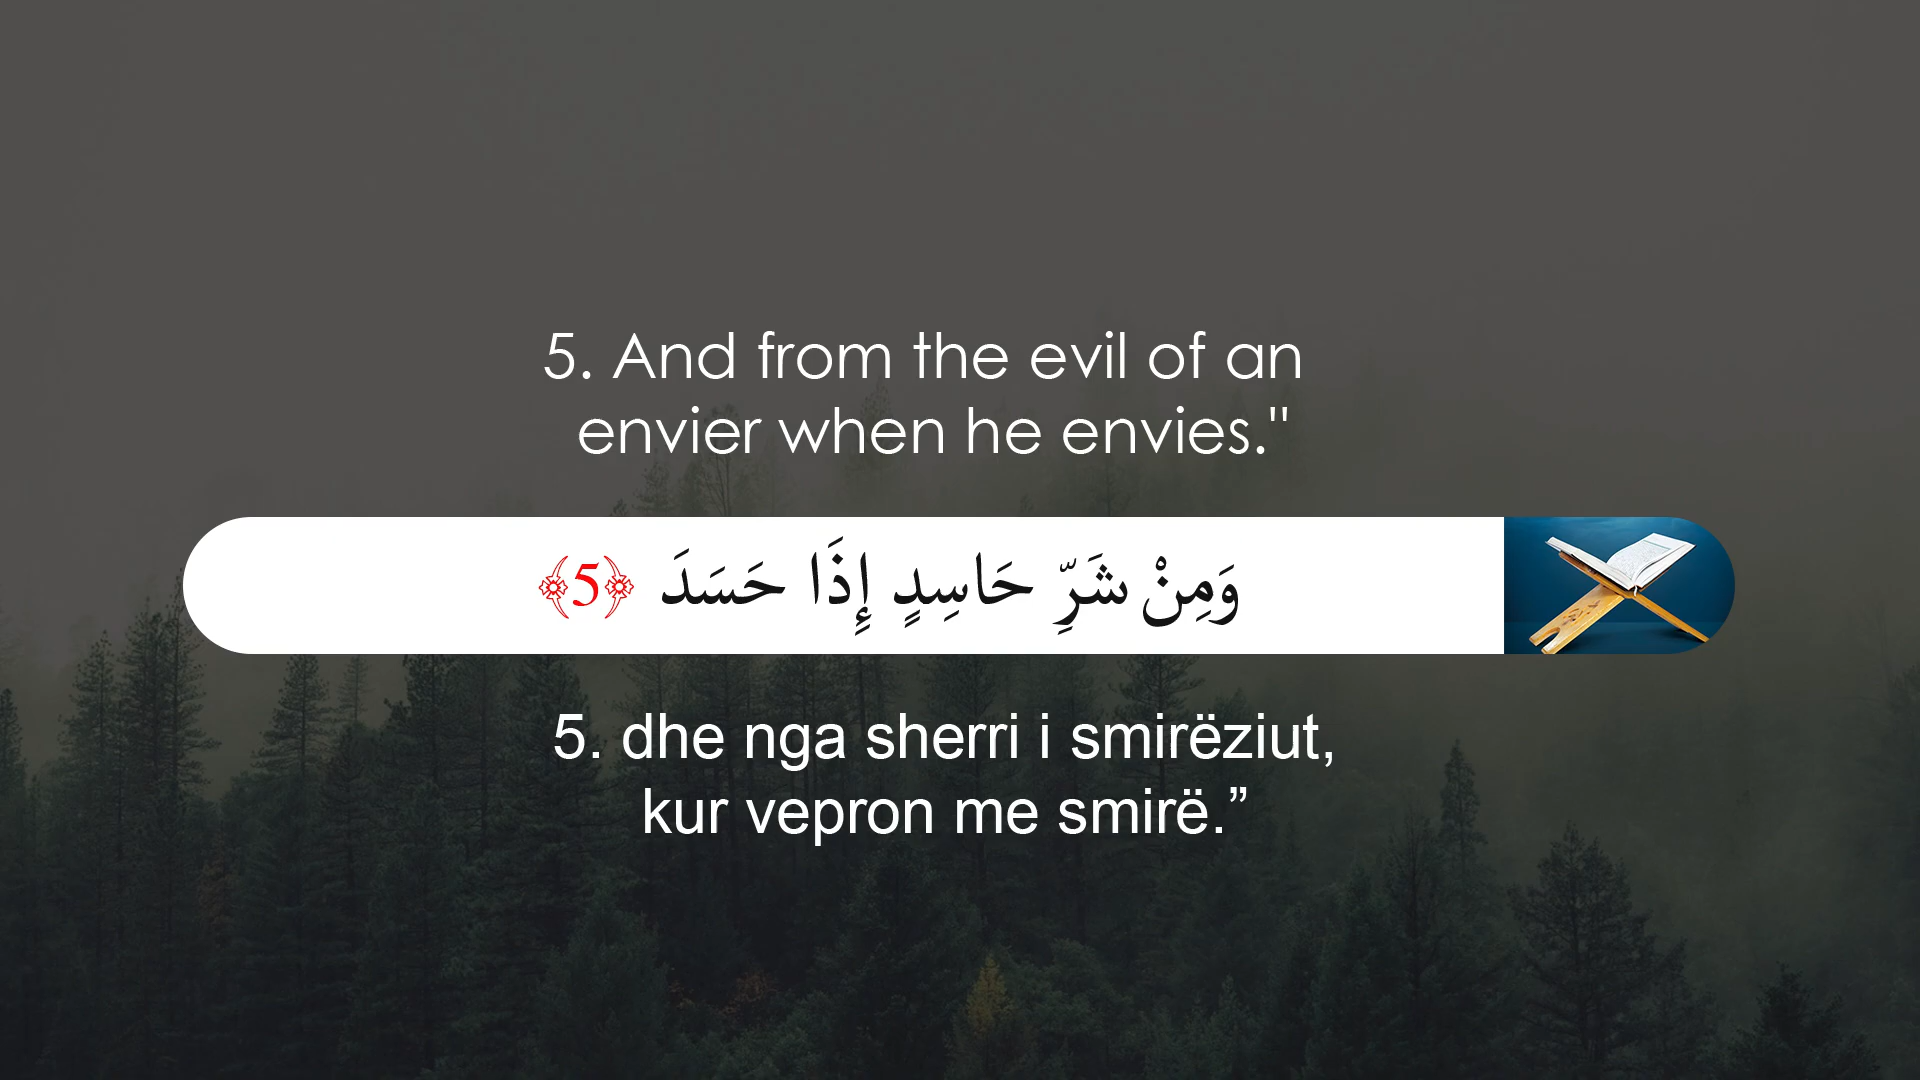 5. And from the evil of an
envier when he envies."
وَمِنْ شَرِّ حَاسِدٍ إِذَا حَسَدَ ﴿5﴾
5. dhe nga sherri i smirëziut,
kur vepron me smirë.”